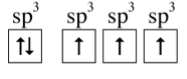 sp³ sp³ sp³ sp³
↑↓ ↑ ↑ ↑